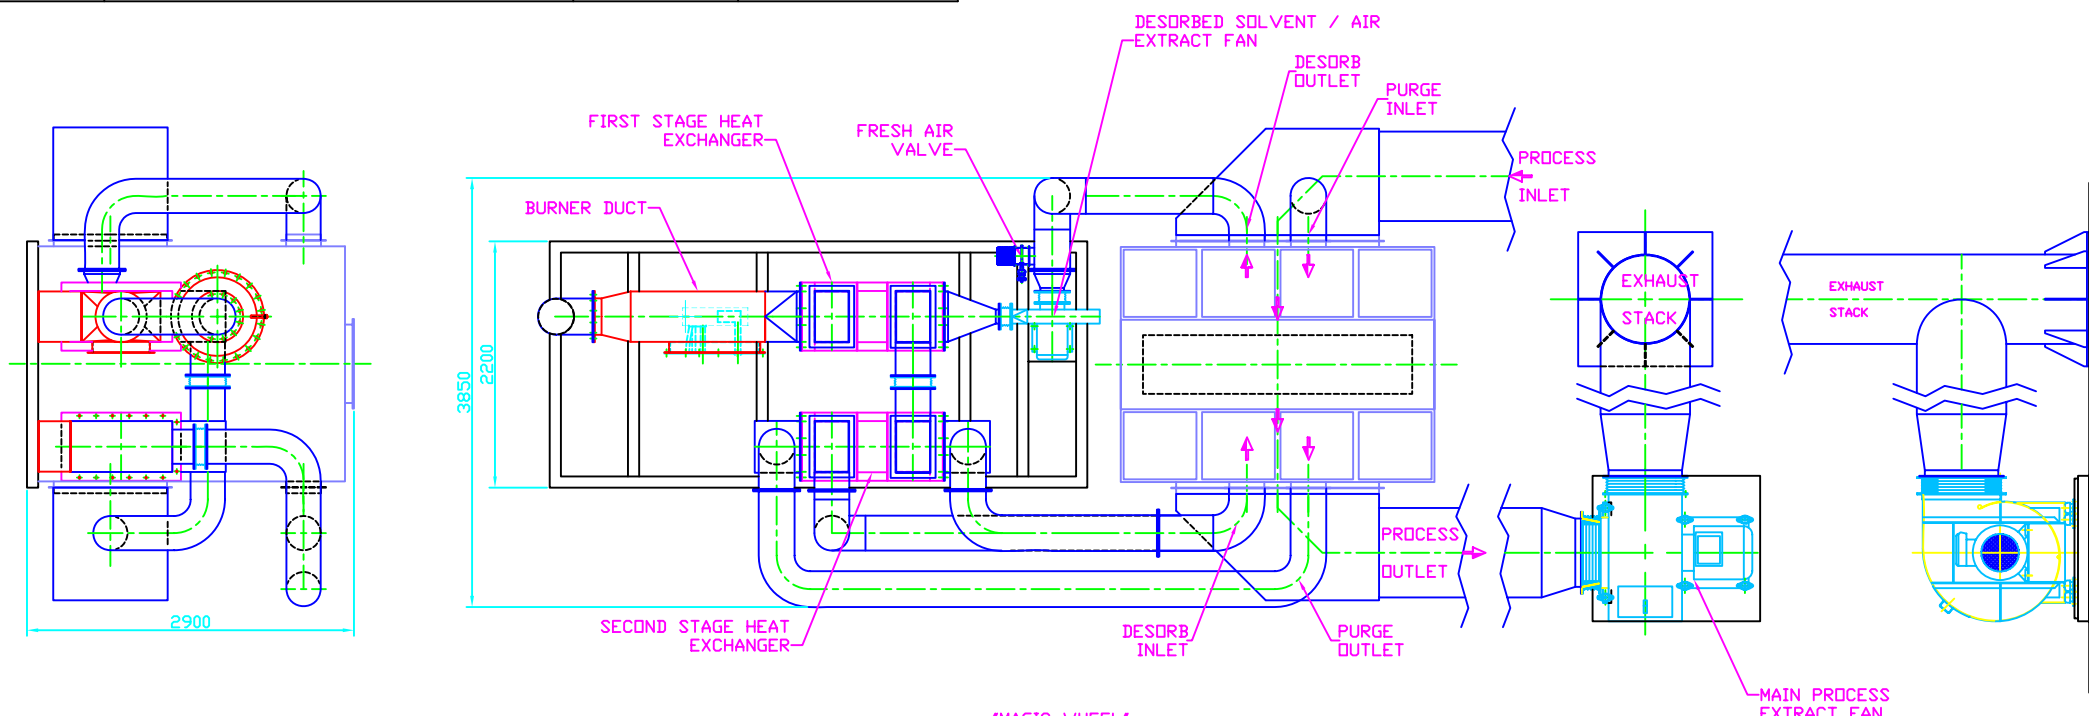 DESORBED SOLVENT / AIR
EXTRACT FAN
DESORB
OUTLET
PURGE
INLET
FIRST STAGE HEAT
EXCHANGER
FRESH AIR
VALVE
PROCESS
INLET
BURNER DUCT
EXHAUST
STACK
EXHAUST
STACK
3850
2200
PROCESS
OUTLET
2900
SECOND STAGE HEAT
EXCHANGER
DESORB
INLET
PURGE
OUTLET
MAIN PROCESS
EXTRACT FAN
"MAGIC WHEEL"